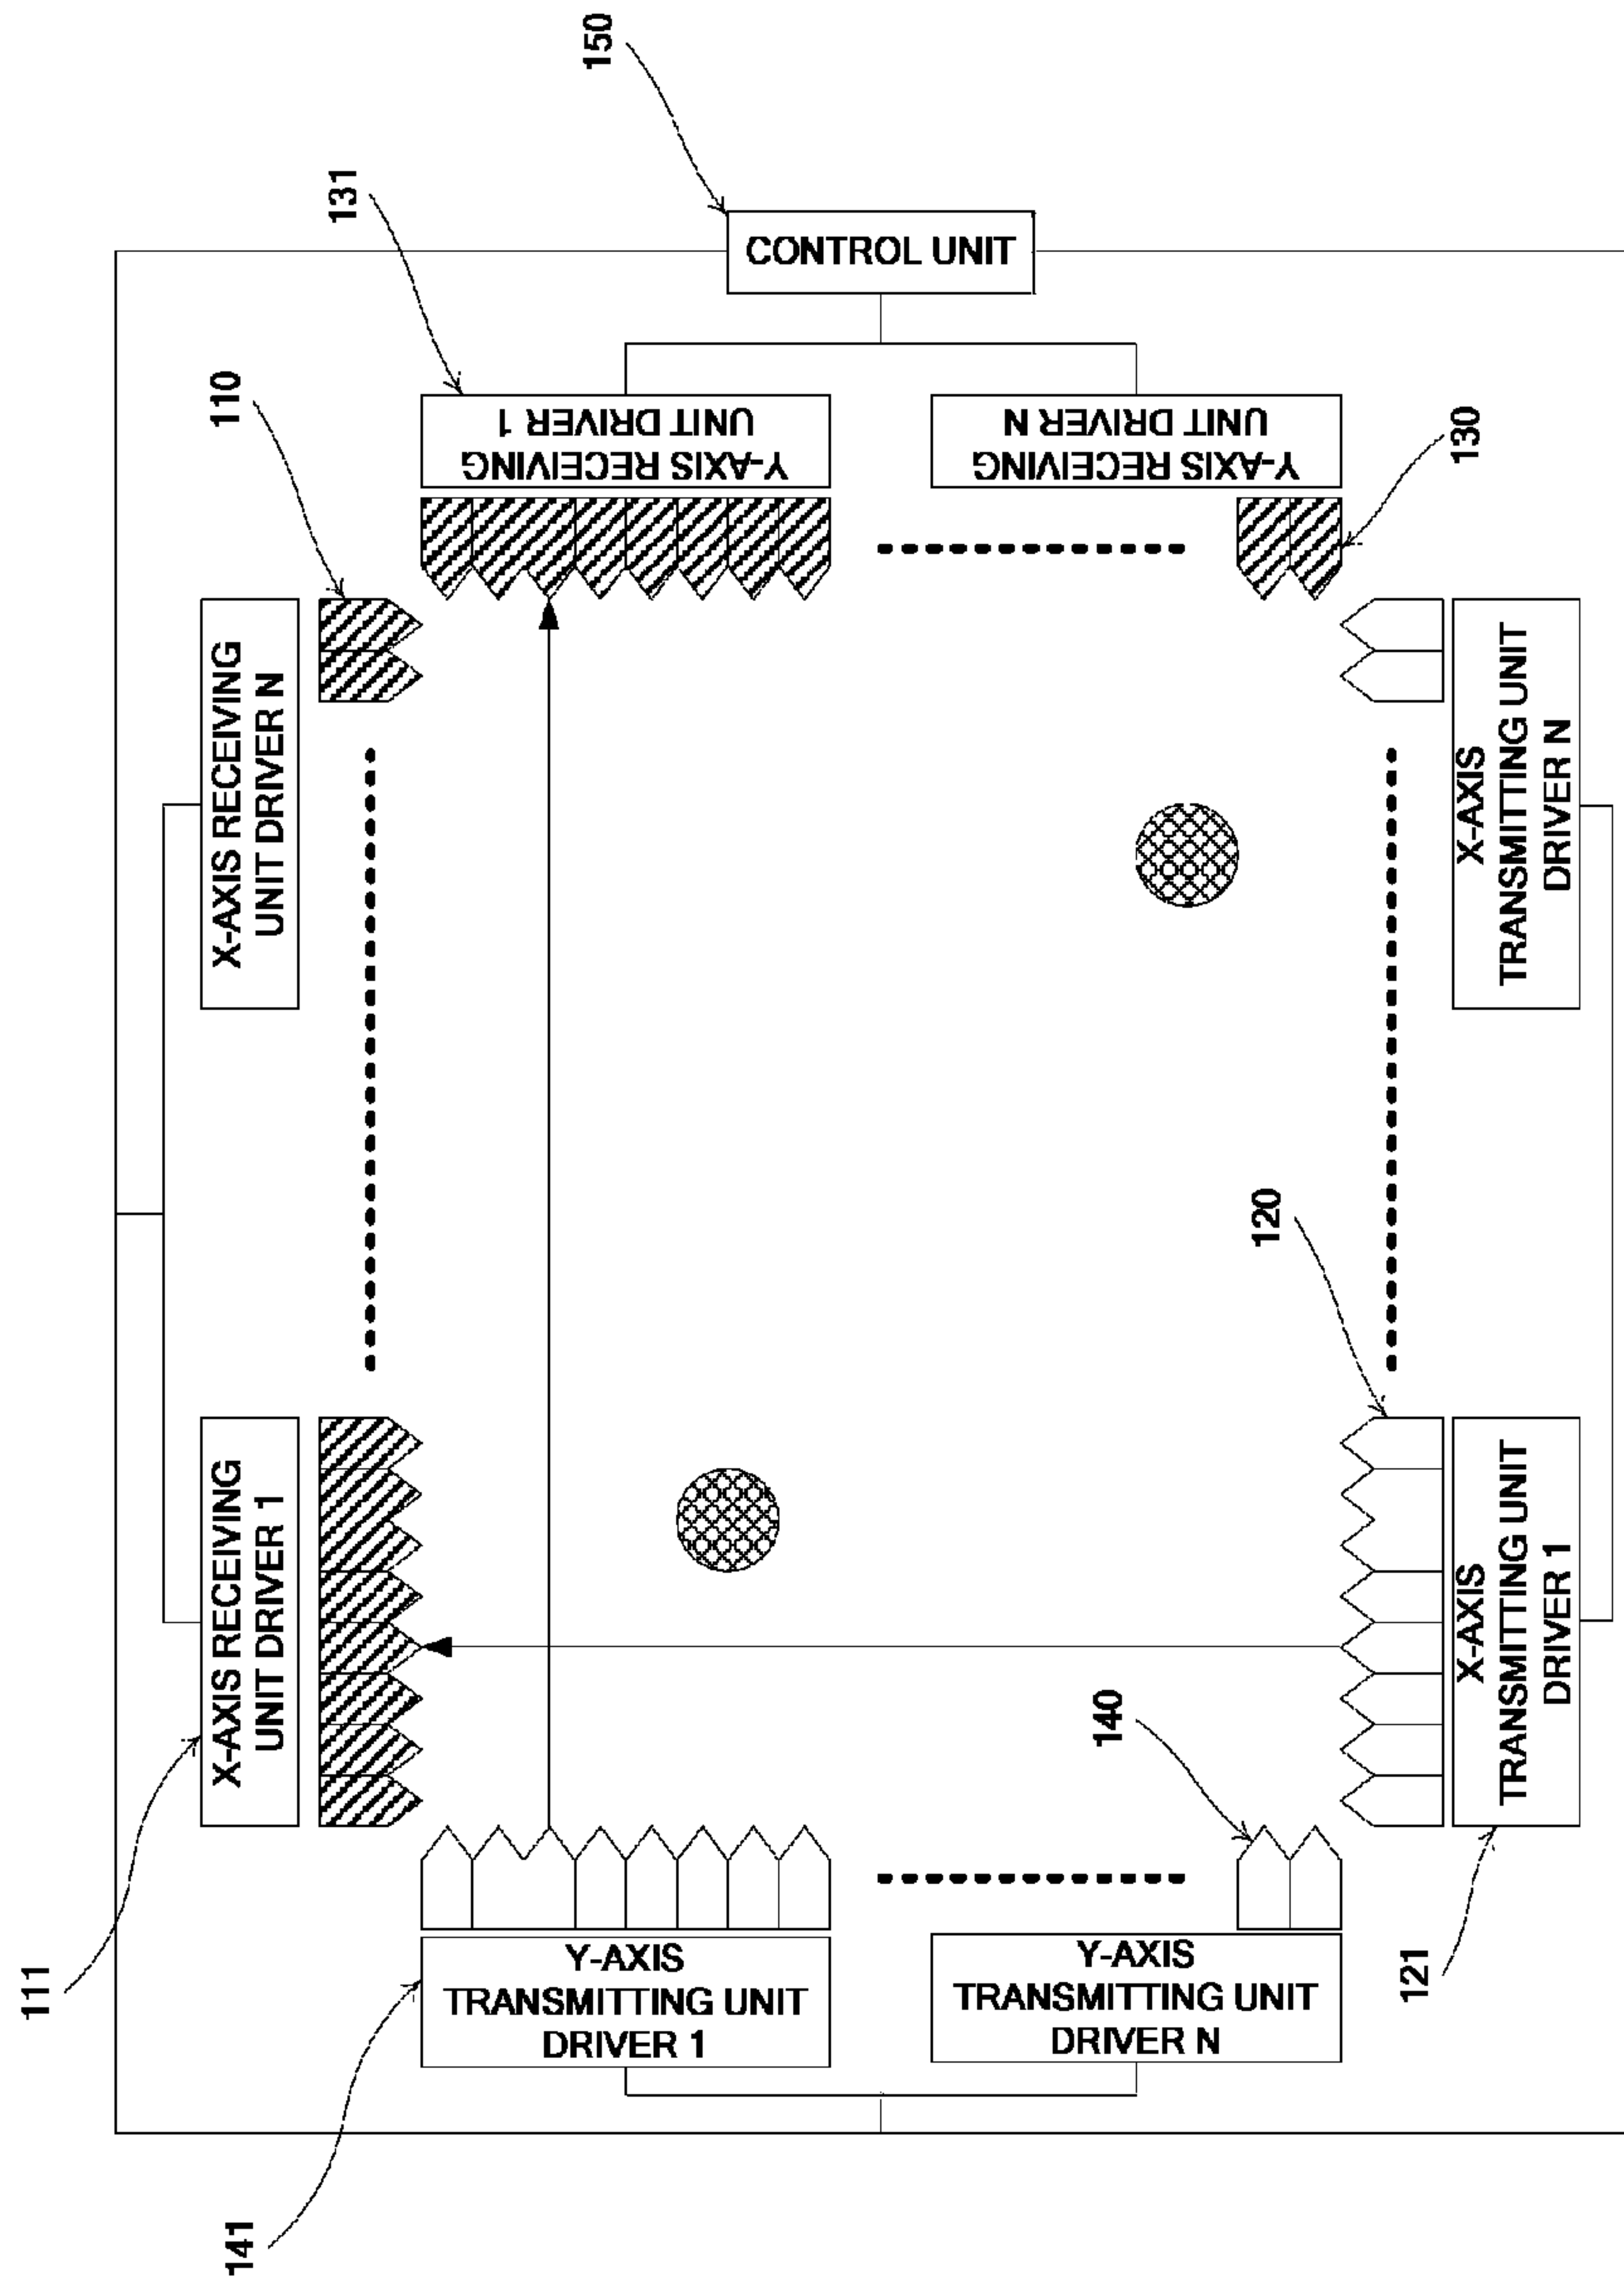 150
131
CONTROL UNIT
110
Y-AXIS RECEIVING
UNIT DRIVER 1
Y-AXIS RECEIVING
UNIT DRIVER N
130
X-AXIS RECEIVING
UNIT DRIVER N
X-AXIS
TRANSMITTING UNIT
DRIVER N
120
X-AXIS RECEIVING
UNIT DRIVER 1
X-AXIS
TRANSMITTING UNIT
DRIVER 1
140
111
Y-AXIS
TRANSMITTING UNIT
DRIVER 1
Y-AXIS
TRANSMITTING UNIT
DRIVER N
121
141